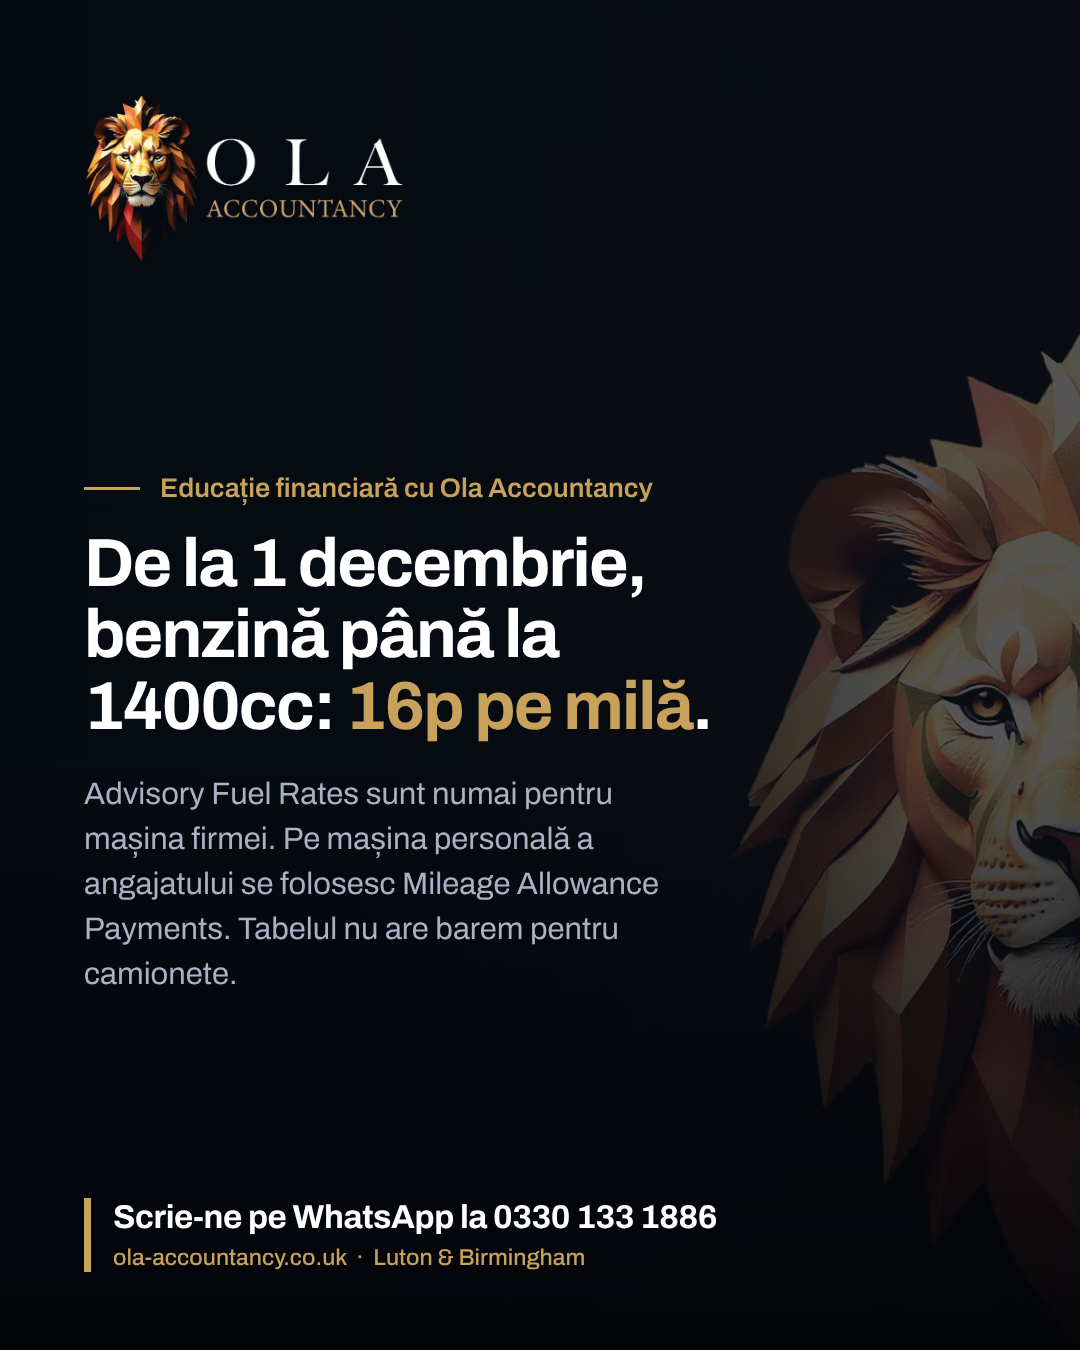 OLA
ACCOUNTANCY
Educație financiară cu Ola Accountancy
De la 1 decembrie,
benzină până la
1400cc: 16p pe milă.
Advisory Fuel Rates sunt numai pentru
mașina firmei. Pe mașina personală a
angajatului se folosesc Mileage Allowance
Payments. Tabelul nu are barem pentru
camionete.
Scrie-ne pe WhatsApp la 0330 133 1886
ola-accountancy.co.uk · Luton & Birmingham